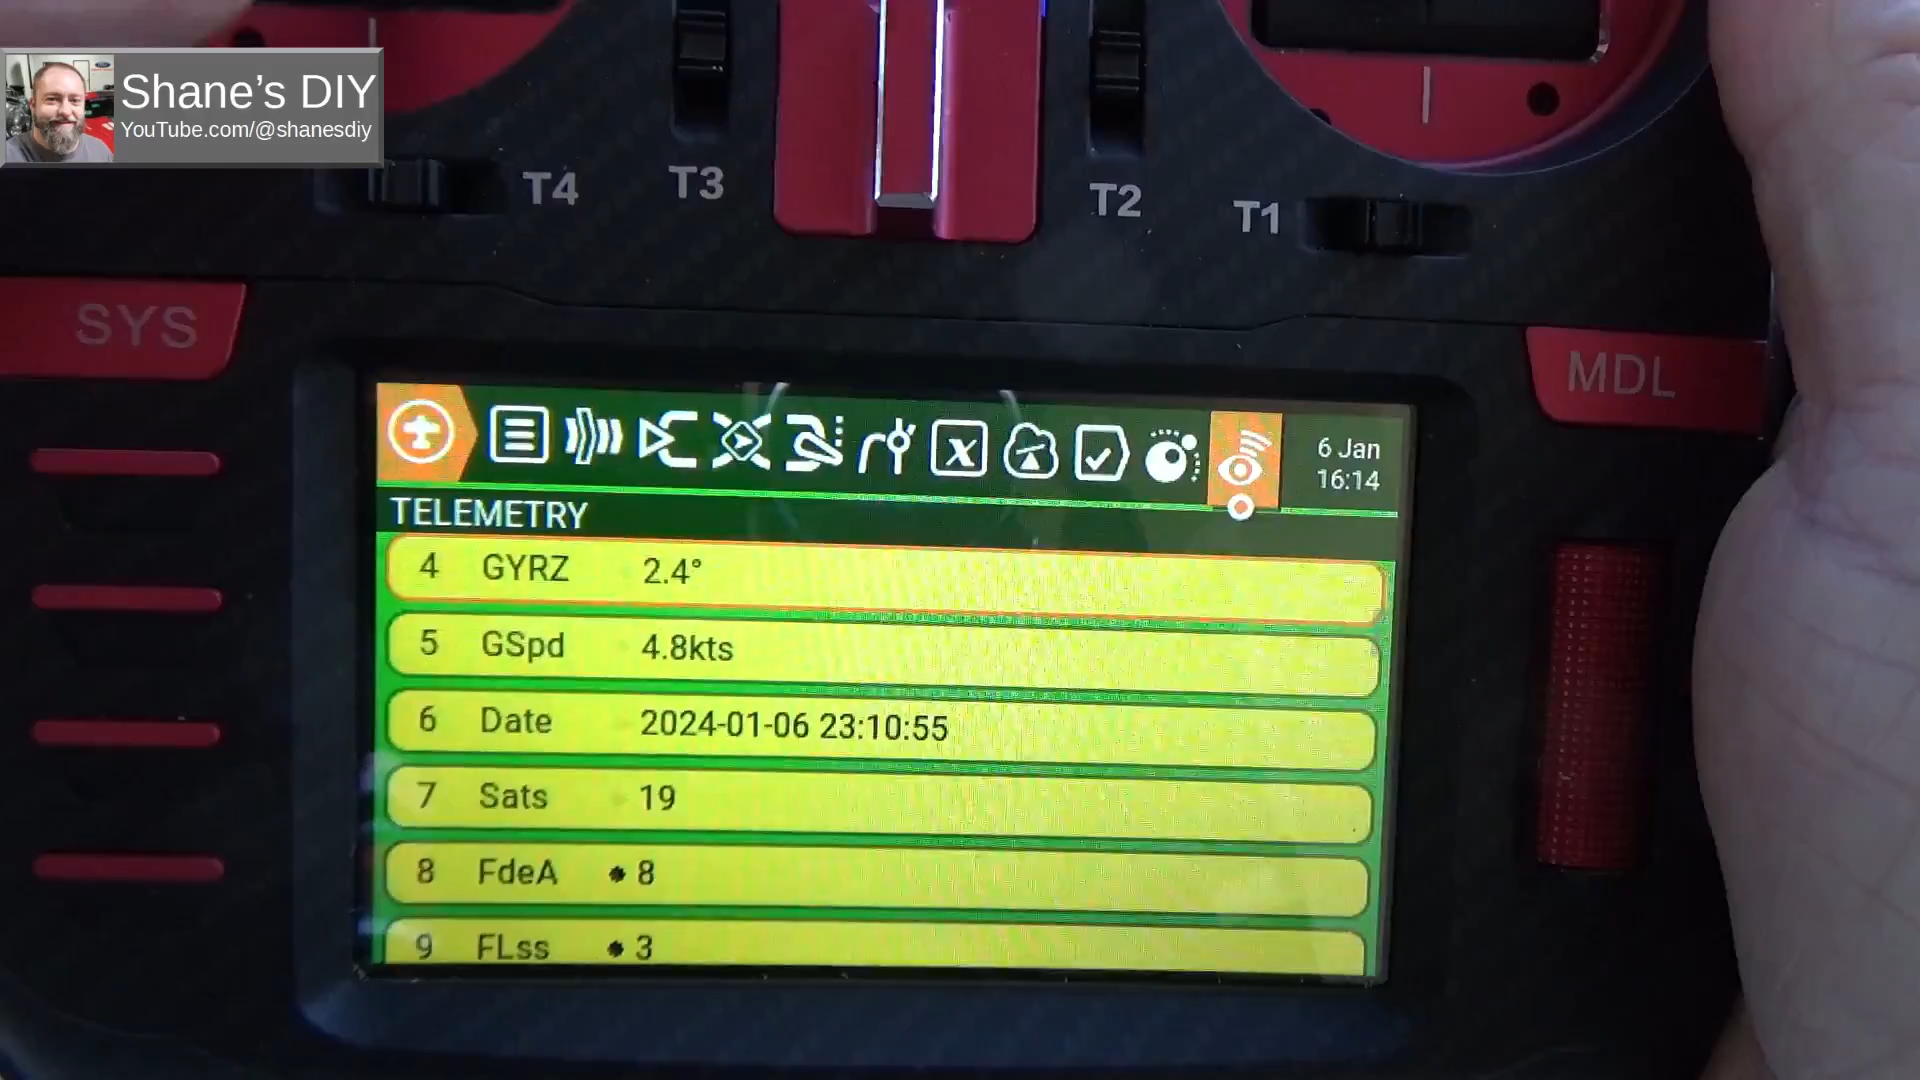 Shane's DIY
YouTube.com/@shanesdiy
T4
T3
T2
T1
SYS
MDL
6 Jan
16:14
TELEMETRY
4 GYRZ 2.4°
5 GSpd 4.8kts
6 Date 2024-01-06 23:10:55
7 Sats 19
8 FdeA 8
9 FLss 3